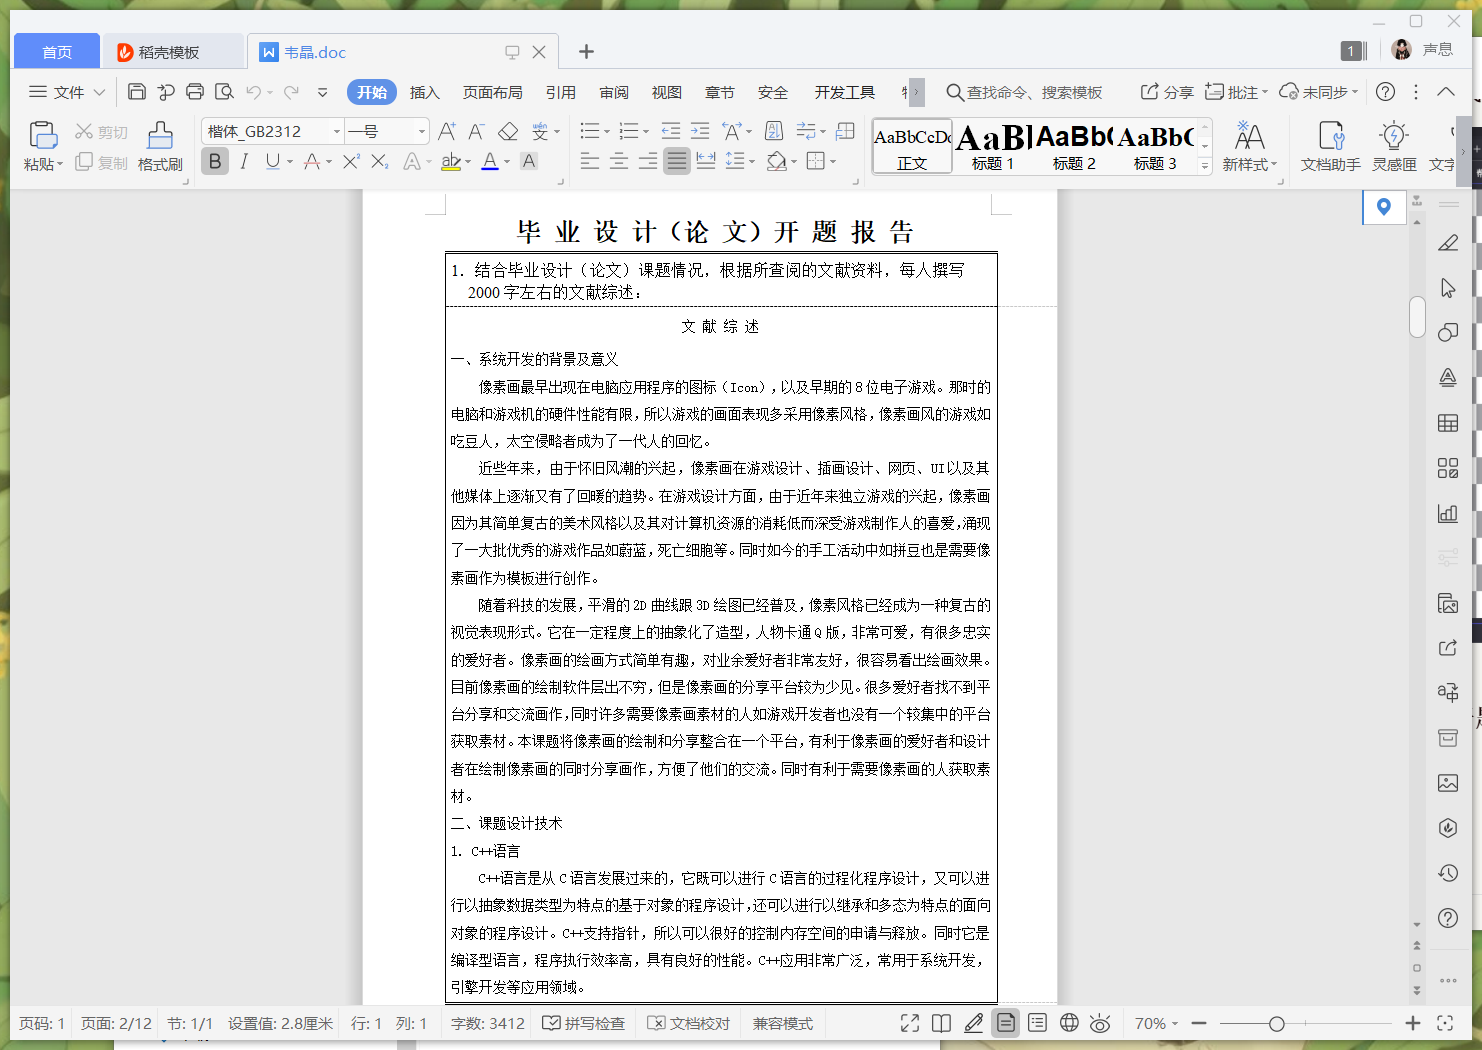 首页
稻壳模板
韦晶.doc
1
声息
文件
开始
插入
页面布局
引用
审阅
视图
章节
安全
开发工具
查找命令、搜索模板
分享
批注
未同步
粘贴
剪切
复制
格式刷
楷体_GB2312
一号
AaBbCcDc
正文
AaBl
标题 1
AaBb(
标题 2
AaBb(
标题 3
新样式
文档助手
灵感匣
文字
毕 业 设 计（论 文）开 题 报 告
1．结合毕业设计（论文）课题情况，根据所查阅的文献资料，每人撰写
2000 字左右的文献综述：
文 献 综 述
一、系统开发的背景及意义
像素画最早出现在电脑应用程序的图标（Icon），以及早期的 8 位电子游戏。那时的
电脑和游戏机的硬件性能有限，所以游戏的画面表现多采用像素风格，像素画风的游戏如
吃豆人，太空侵略者成为了一代人的回忆。
近些年来，由于怀旧风潮的兴起，像素画在游戏设计、插画设计、网页、UI以及其
他媒体上逐渐又有了回暖的趋势。在游戏设计方面，由于近年来独立游戏的兴起，像素画
因为其简单复古的美术风格以及其对计算机资源的消耗低而深受游戏制作人的喜爱，涌现
了一大批优秀的游戏作品如蔚蓝，死亡细胞等。同时如今的手工活动中如拼豆也是需要像
素画作为模板进行创作。
随着科技的发展，平滑的 2D 曲线跟 3D 绘图已经普及，像素风格已经成为一种复古的
视觉表现形式。它在一定程度上的抽象化了造型，人物卡通 Q 版，非常可爱，有很多忠实
的爱好者。像素画的绘画方式简单有趣，对业余爱好者非常友好，很容易看出绘画效果。
目前像素画的绘制软件层出不穷，但是像素画的分享平台较为少见。很多爱好者找不到平
台分享和交流画作，同时许多需要像素画素材的人如游戏开发者也没有一个较集中的平台
获取素材。本课题将像素画的绘制和分享整合在一个平台，有利于像素画的爱好者和设计
者在绘制像素画的同时分享画作，方便了他们的交流。同时有利于需要像素画的人获取素
材。
二、课题设计技术
1. C++语言
C++语言是从 C 语言发展过来的，它既可以进行 C 语言的过程化程序设计，又可以进
行以抽象数据类型为特点的基于对象的程序设计，还可以进行以继承和多态为特点的面向
对象的程序设计。C++支持指针，所以可以很好的控制内存空间的申请与释放。同时它是
编译型语言，程序执行效率高，具有良好的性能。C++应用非常广泛，常用于系统开发，
引擎开发等应用领域。
页码: 1
页面: 2/12
节: 1/1
设置值: 2.8厘米
行: 1
列: 1
字数: 3412
拼写检查
文档校对
兼容模式
70%